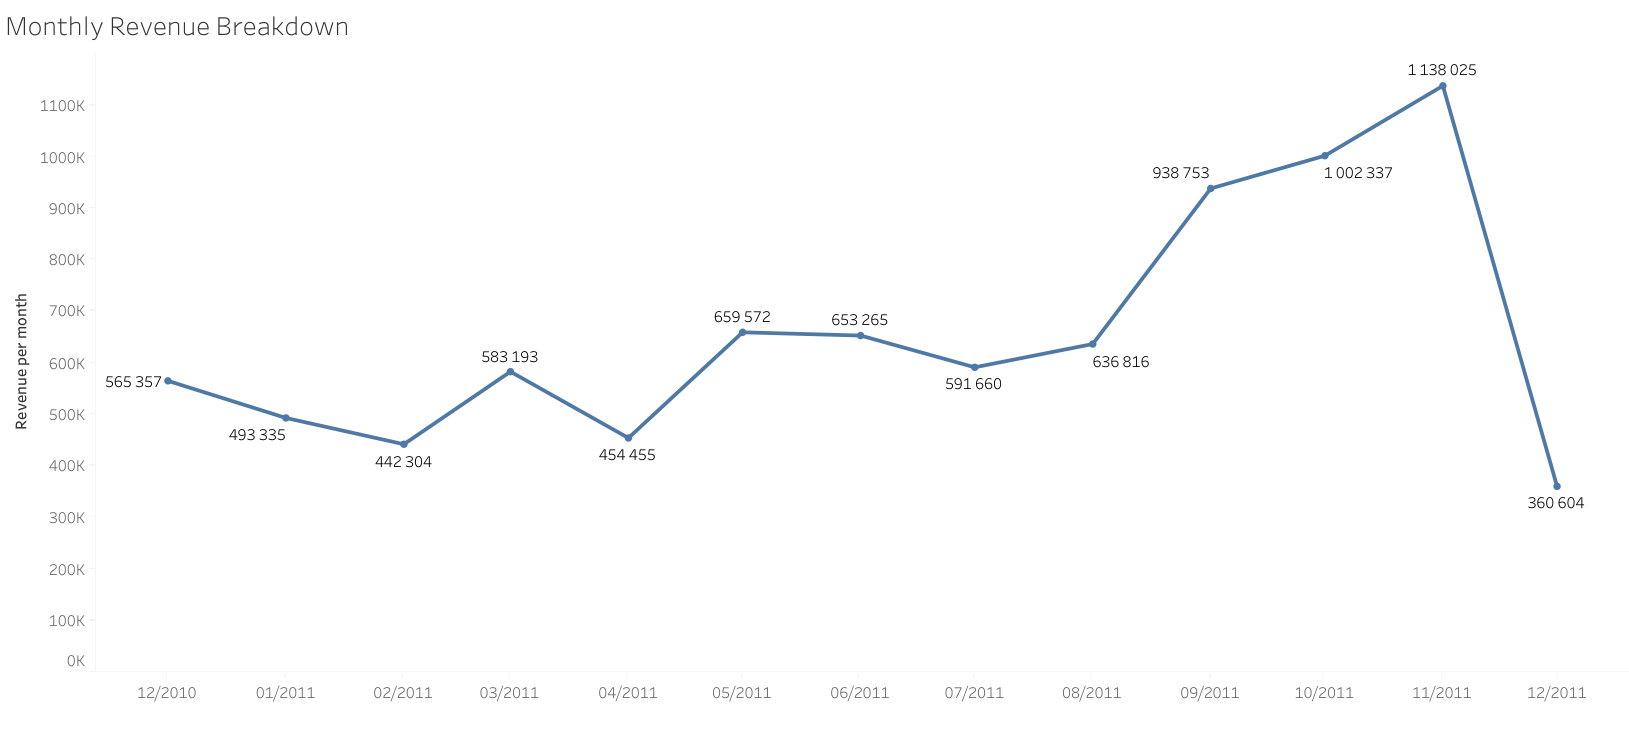 Monthly Revenue Breakdown
Revenue per month
1100K
1000K
900K
800K
700K
600K
500K
400K
300K
200K
100K
0K
565 357
493 335
442 304
583 193
454 455
659 572
653 265
591 660
636 816
938 753
1 002 337
1 138 025
360 604
12/2010 01/2011 02/2011 03/2011 04/2011 05/2011 06/2011 07/2011 08/2011 09/2011 10/2011 11/2011 12/2011